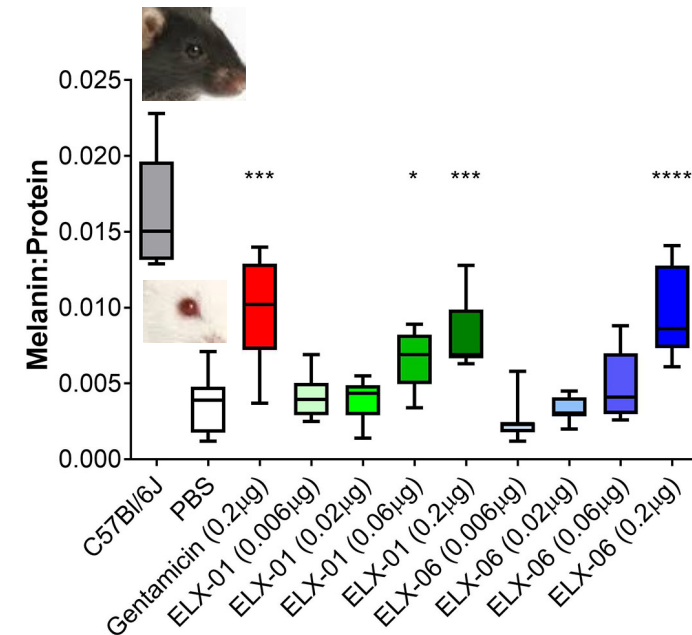 Melanin:Protein
0.025
0.020
0.015
0.010
0.005
0.000
***
*
***
****
C57Bl/6J
PBS
Gentamicin (0.2µg)
ELX-01 (0.006µg)
ELX-01 (0.02µg)
ELX-01 (0.06µg)
ELX-01 (0.2µg)
ELX-06 (0.006µg)
ELX-06 (0.02µg)
ELX-06 (0.06µg)
ELX-06 (0.2µg)